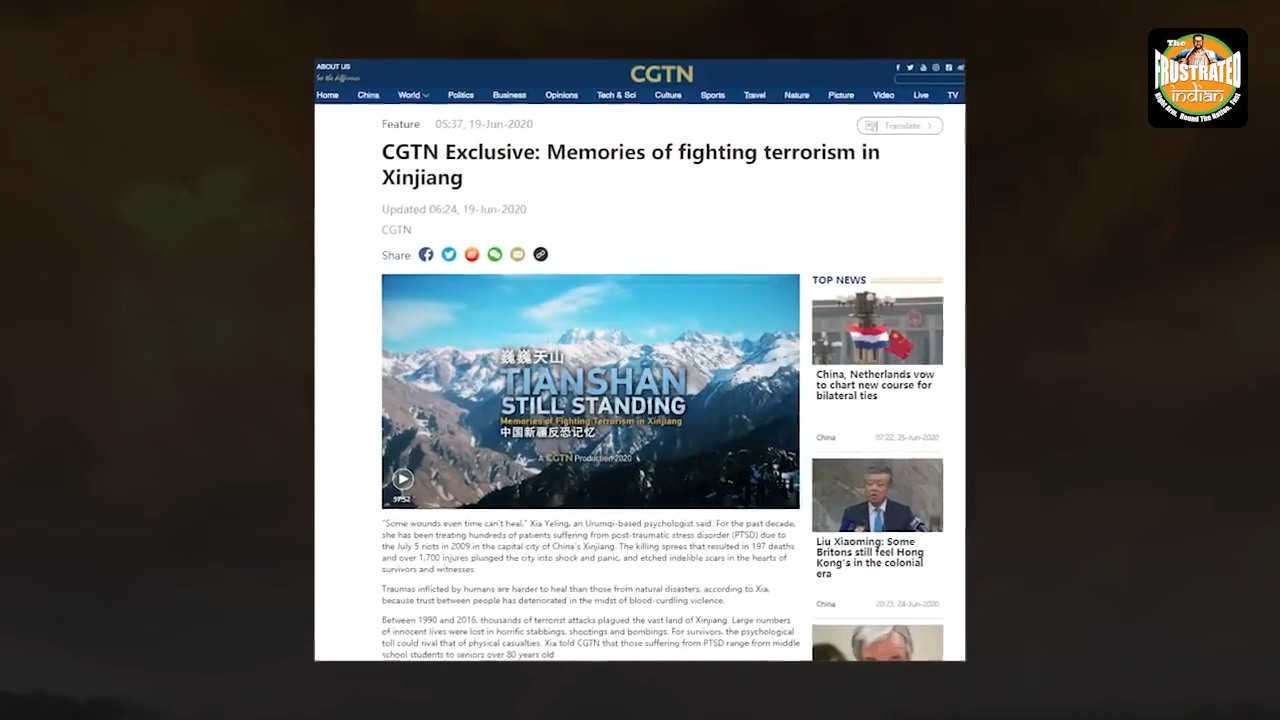 The
FRUSTRATED
indian
Right Arm, Round The Nation, Fast
ABOUT US
See the difference
CGTN
Home China World Politics Business Opinions Tech & Sci Culture Sports Travel Nature Picture Video Live TV
Feature 05:37, 19-Jun-2020
Translate
CGTN Exclusive: Memories of fighting terrorism in
Xinjiang
Updated 06:24, 19-Jun-2020
CGTN
Share
巍巍天山
TIANSHAN
STILL STANDING
Memories of Fighting Terrorism in Xinjiang
中国新疆反恐记忆
A CGTN Production 2020
57:52
"Some wounds even time can't heal," Xia Yeling, an Urumqi-based psychologist said. For the past decade,
she has been treating hundreds of patients suffering from post-traumatic stress disorder (PTSD) due to
the July 5 riots in 2009 in the capital city of China's Xinjiang. The killing sprees that resulted in 197 deaths
and over 1,700 injures plunged the city into shock and panic, and etched indelible scars in the hearts of
survivors and witnesses.
Traumas inflicted by humans are harder to heal than those from natural disasters, according to Xia,
because trust between people has deteriorated in the midst of blood-curdling violence.
Between 1990 and 2016, thousands of terrorist attacks plagued the vast land of Xinjiang. Large numbers
of innocent lives were lost in horrific stabbings, shootings and bombings. For survivors, the psychological
toll could rival that of physical casualties. Xia told CGTN that those suffering from PTSD range from middle
school students to seniors over 80 years old
TOP NEWS
China, Netherlands vow
to chart new course for
bilateral ties
China 07:22, 25-Jun-2020
Liu Xiaoming: Some
Britons still feel Hong
Kong's in the colonial
era
China 20:23, 24-Jun-2020